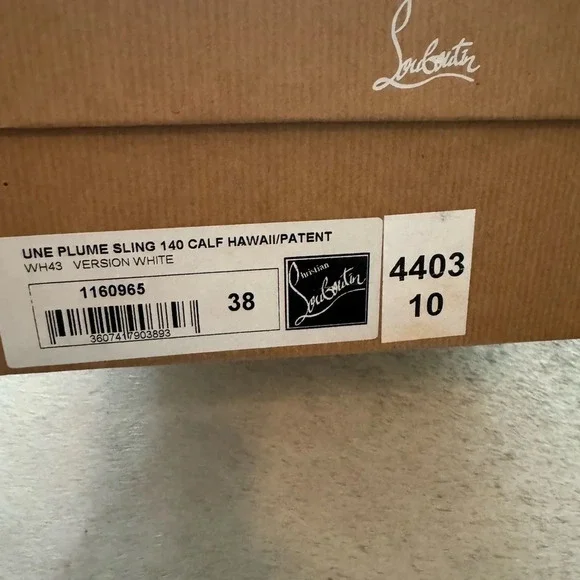 Louboutin
UNE PLUME SLING 140 CALF HAWAII/PATENT
WH43 VERSION WHITE
1160965
38
3607417903893
Christian
Louboutin
4403
10